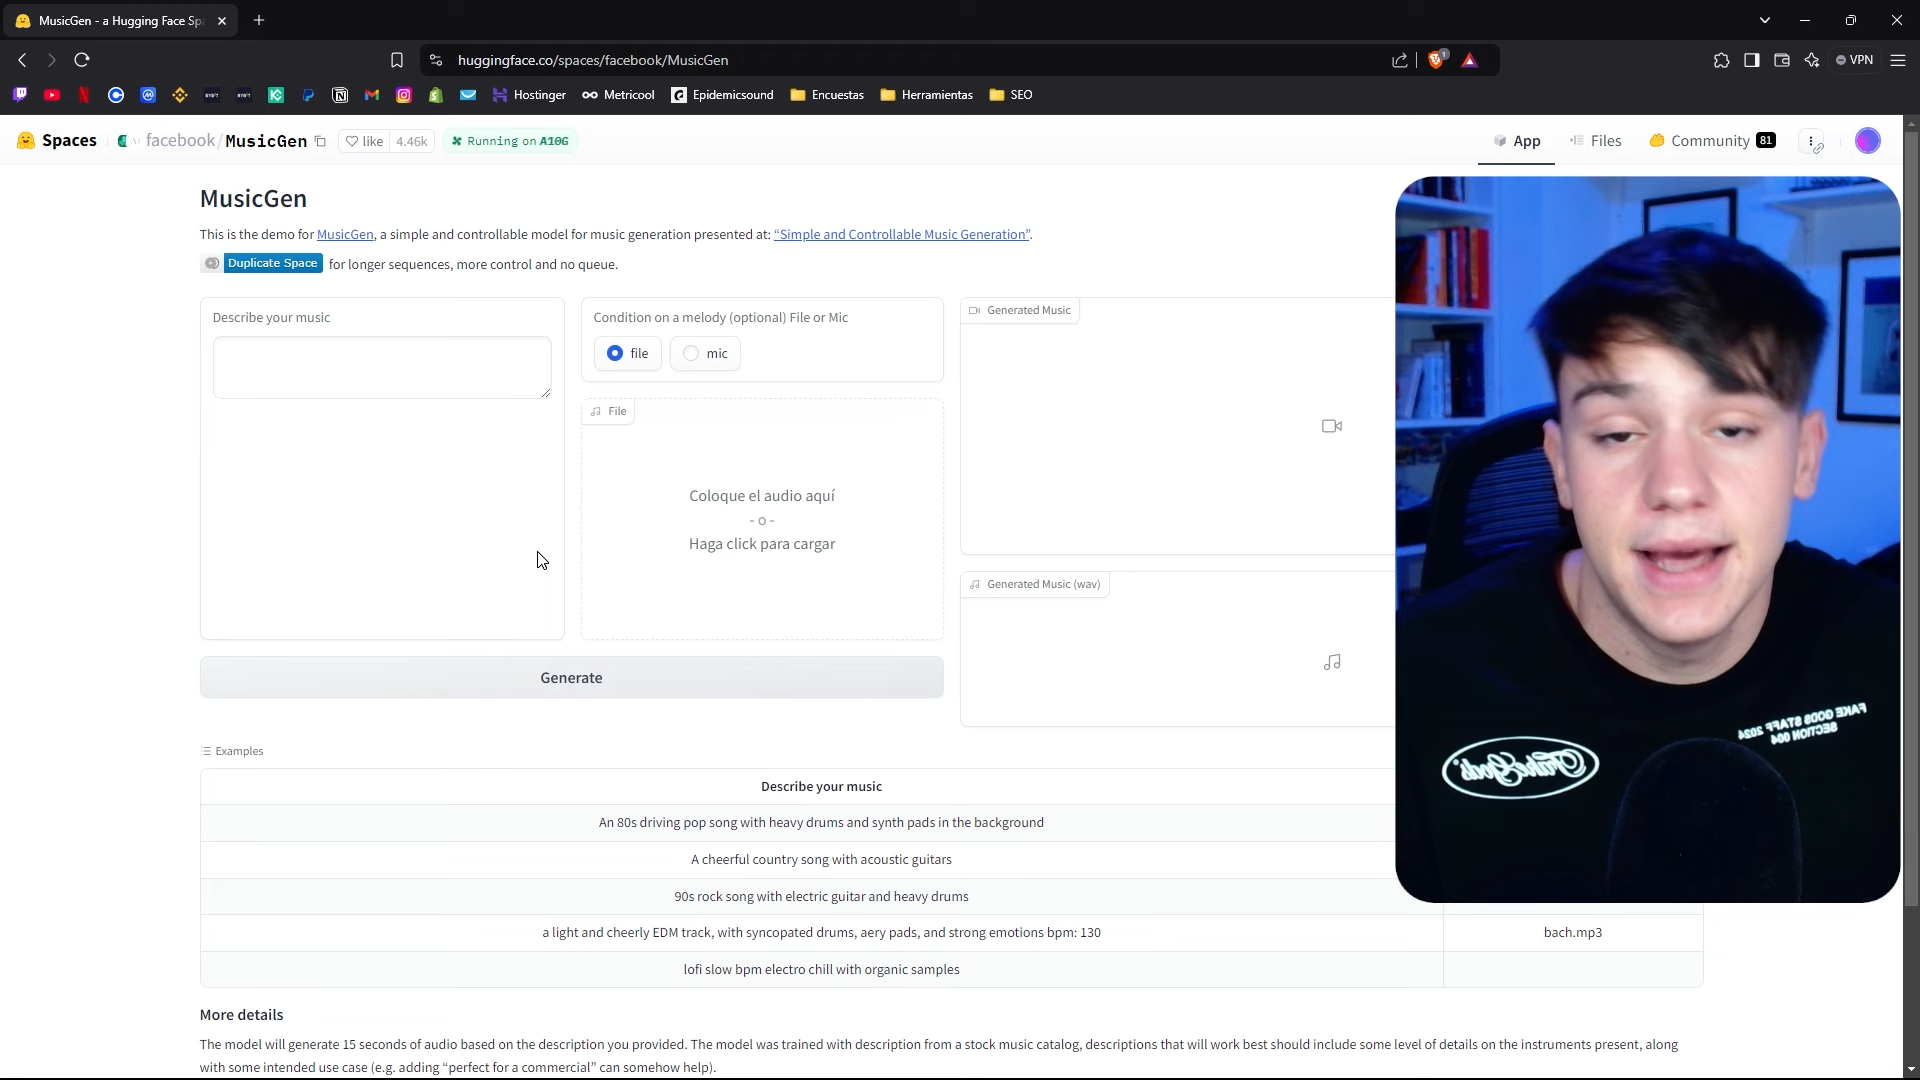 MusicGen - a Hugging Face Spa
huggingface.co/spaces/facebook/MusicGen
1
VPN
Hostinger
Metricool
Epidemicsound
Encuestas
Herramientas
SEO
Spaces
facebook/MusicGen
like
4.46k
Running on A10G
App
Files
Community 81
MusicGen
This is the demo for MusicGen, a simple and controllable model for music generation presented at: “Simple and Controllable Music Generation”.
Duplicate Space for longer sequences, more control and no queue.
Describe your music
Condition on a melody (optional) File or Mic
file
mic
File
Coloque el audio aquí
- o -
Haga click para cargar
Generated Music
Generated Music (wav)
Generate
Examples
Describe your music
An 80s driving pop song with heavy drums and synth pads in the background
A cheerful country song with acoustic guitars
90s rock song with electric guitar and heavy drums
a light and cheerly EDM track, with syncopated drums, aery pads, and strong emotions bpm: 130
bach.mp3
lofi slow bpm electro chill with organic samples
More details
The model will generate 15 seconds of audio based on the description you provided. The model was trained with description from a stock music catalog, descriptions that will work best should include some level of details on the instruments present, along
with some intended use case (e.g. adding “perfect for a commercial” can somehow help).
FAKE GODS STAFF 2024
SECTION 004
FakeGods